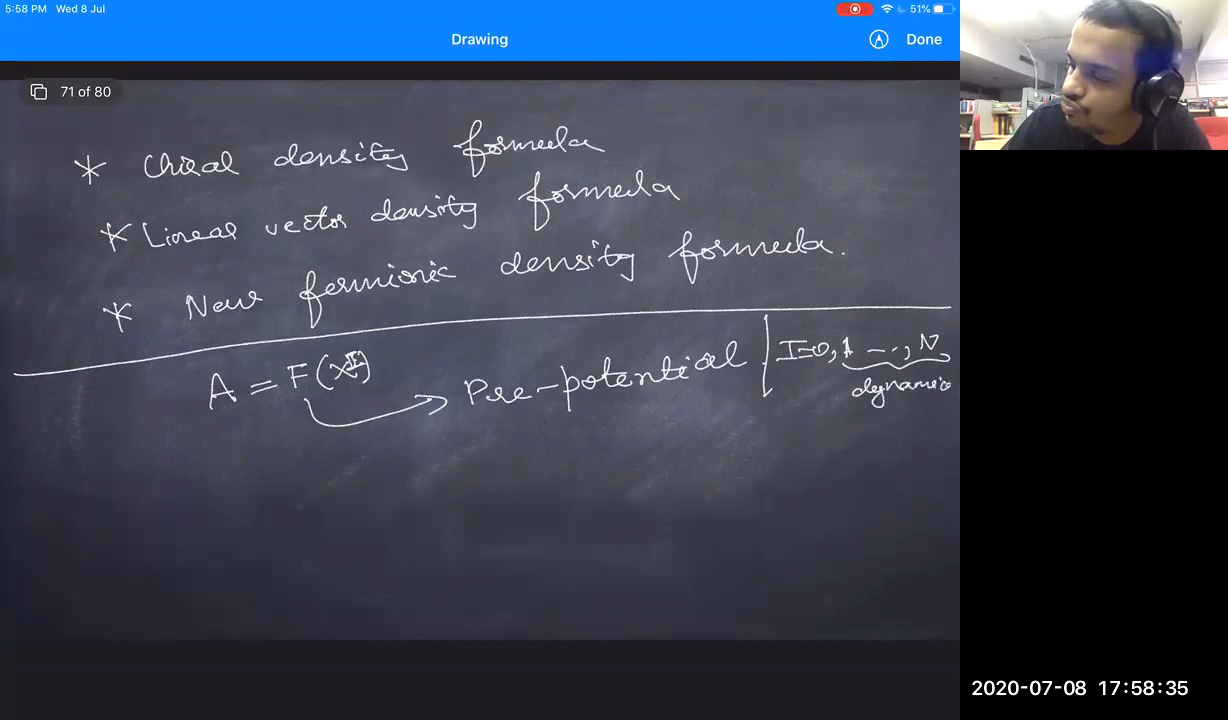 5:58 PM Wed 8 Jul
51%
Drawing
Done
71 of 80
* Chiral density formula
* Linear vector density formula
* New fermionic density formula.
A = F(X^I)
Pre-potential
I=0, 1 -..., N
dynamic
2020-07-08 17:58:35